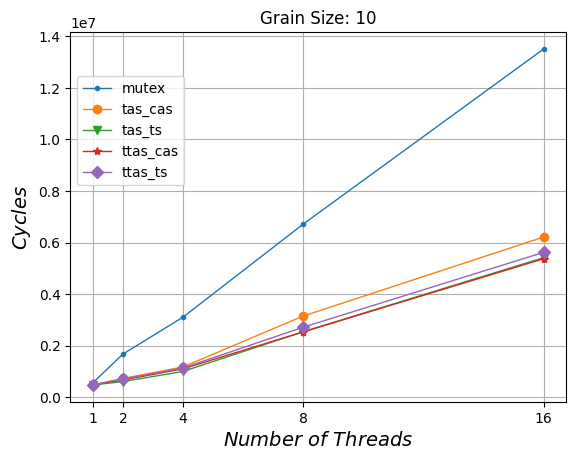 Grain Size: 10
1e7
1.4
1.2
1.0
0.8
0.6
0.4
0.2
0.0
Cycles
mutex
tas_cas
tas_ts
ttas_cas
ttas_ts
1 2 4 8 16
Number of Threads